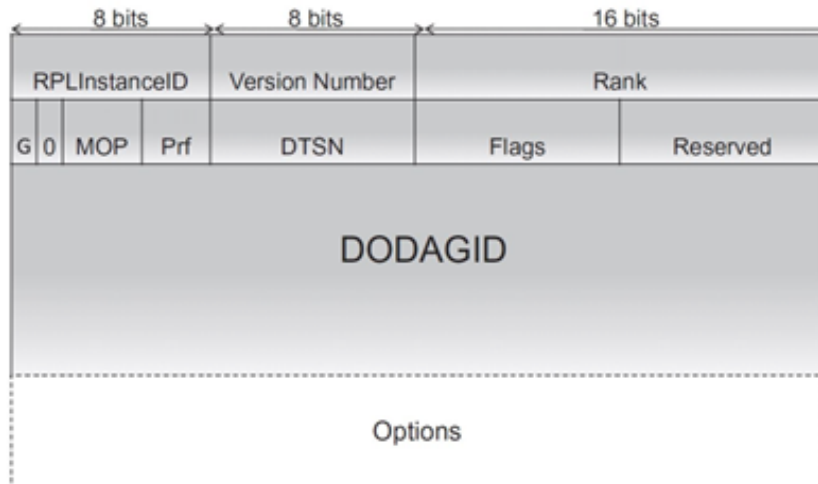 8 bits 8 bits 16 bits
RPLInstanceID Version Number Rank
G 0 MOP Prf DTSN Flags Reserved
DODAGID
Options